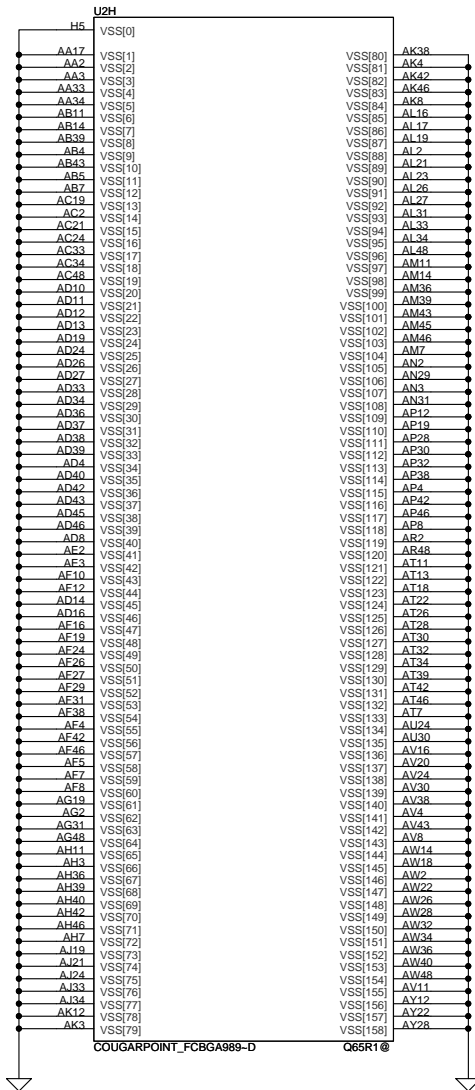 U2H
H5 VSS[0]
AA17 VSS[1]
AA2 VSS[2]
AA3 VSS[3]
AA33 VSS[4]
AA34 VSS[5]
AB11 VSS[6]
AB14 VSS[7]
AB39 VSS[8]
AB4 VSS[9]
AB43 VSS[10]
AB5 VSS[11]
AB7 VSS[12]
AC19 VSS[13]
AC2 VSS[14]
AC21 VSS[15]
AC24 VSS[16]
AC33 VSS[17]
AC34 VSS[18]
AC48 VSS[19]
AD10 VSS[20]
AD11 VSS[21]
AD12 VSS[22]
AD13 VSS[23]
AD19 VSS[24]
AD24 VSS[25]
AD26 VSS[26]
AD27 VSS[27]
AD33 VSS[28]
AD34 VSS[29]
AD36 VSS[30]
AD37 VSS[31]
AD38 VSS[32]
AD39 VSS[33]
AD4 VSS[34]
AD40 VSS[35]
AD42 VSS[36]
AD43 VSS[37]
AD45 VSS[38]
AD46 VSS[39]
AD8 VSS[40]
AE2 VSS[41]
AE3 VSS[42]
AF10 VSS[43]
AF12 VSS[44]
AD14 VSS[45]
AD16 VSS[46]
AF16 VSS[47]
AF19 VSS[48]
AF24 VSS[49]
AF26 VSS[50]
AF27 VSS[51]
AF29 VSS[52]
AF31 VSS[53]
AF38 VSS[54]
AF4 VSS[55]
AF42 VSS[56]
AF46 VSS[57]
AF5 VSS[58]
AF7 VSS[59]
AF8 VSS[60]
AG19 VSS[61]
AG2 VSS[62]
AG31 VSS[63]
AG48 VSS[64]
AH11 VSS[65]
AH3 VSS[66]
AH36 VSS[67]
AH39 VSS[68]
AH40 VSS[69]
AH42 VSS[70]
AH46 VSS[71]
AH7 VSS[72]
AJ19 VSS[73]
AJ21 VSS[74]
AJ24 VSS[75]
AJ33 VSS[76]
AJ34 VSS[77]
AK12 VSS[78]
AK3 VSS[79]
VSS[80] AK38
VSS[81] AK4
VSS[82] AK42
VSS[83] AK46
VSS[84] AK8
VSS[85] AL16
VSS[86] AL17
VSS[87] AL19
VSS[88] AL2
VSS[89] AL21
VSS[90] AL23
VSS[91] AL26
VSS[92] AL27
VSS[93] AL31
VSS[94] AL33
VSS[95] AL34
VSS[96] AL48
VSS[97] AM11
VSS[98] AM14
VSS[99] AM36
VSS[100] AM39
VSS[101] AM43
VSS[102] AM45
VSS[103] AM46
VSS[104] AM7
VSS[105] AN2
VSS[106] AN29
VSS[107] AN3
VSS[108] AN31
VSS[109] AP12
VSS[110] AP19
VSS[111] AP28
VSS[112] AP30
VSS[113] AP32
VSS[114] AP38
VSS[115] AP4
VSS[116] AP42
VSS[117] AP46
VSS[118] AP8
VSS[119] AR2
VSS[120] AR48
VSS[121] AT11
VSS[122] AT13
VSS[123] AT18
VSS[124] AT22
VSS[125] AT26
VSS[126] AT28
VSS[127] AT30
VSS[128] AT32
VSS[129] AT34
VSS[130] AT39
VSS[131] AT42
VSS[132] AT46
VSS[133] AT7
VSS[134] AU24
VSS[135] AU30
VSS[136] AV16
VSS[137] AV20
VSS[138] AV24
VSS[139] AV30
VSS[140] AV38
VSS[141] AV4
VSS[142] AV43
VSS[143] AV8
VSS[144] AW14
VSS[145] AW18
VSS[146] AW2
VSS[147] AW22
VSS[148] AW26
VSS[149] AW28
VSS[150] AW32
VSS[151] AW34
VSS[152] AW36
VSS[153] AW40
VSS[154] AW48
VSS[155] AV11
VSS[156] AY12
VSS[157] AY22
VSS[158] AY28
COUGARPOINT_FCBGA989~D Q65R1@